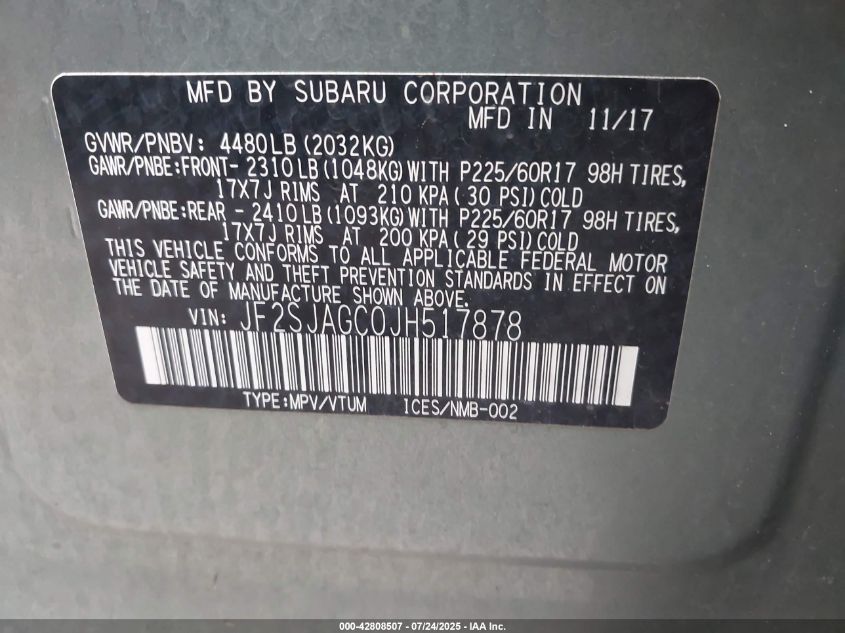 MFD BY SUBARU CORPORATION
MFD IN 11/17
GVWR/PNBV: 4480LB(2032KG)
GAWR/PNBE:FRONT- 2310LB(1048KG)WITH P225/60R17 98H TIRES,
17X7J RIMS AT 210 KPA( 30 PSI)COLD
GAWR/PNBE:REAR - 2410LB(1093KG)WITH P225/60R17 98H TIRES,
17X7J RIMS AT 200 KPA( 29 PSI)COLD
THIS VEHICLE CONFORMS TO ALL APPLICABLE FEDERAL MOTOR
VEHICLE SAFETY AND THEFT PREVENTION STANDARDS IN EFFECT ON
THE DATE OF MANUFACTURE SHOWN ABOVE.
VIN: JF2SJAGC0JH517878
TYPE:MPV/VTUM ICES/NMB-002
000-42808507 - 07/24/2025 - IAA Inc.